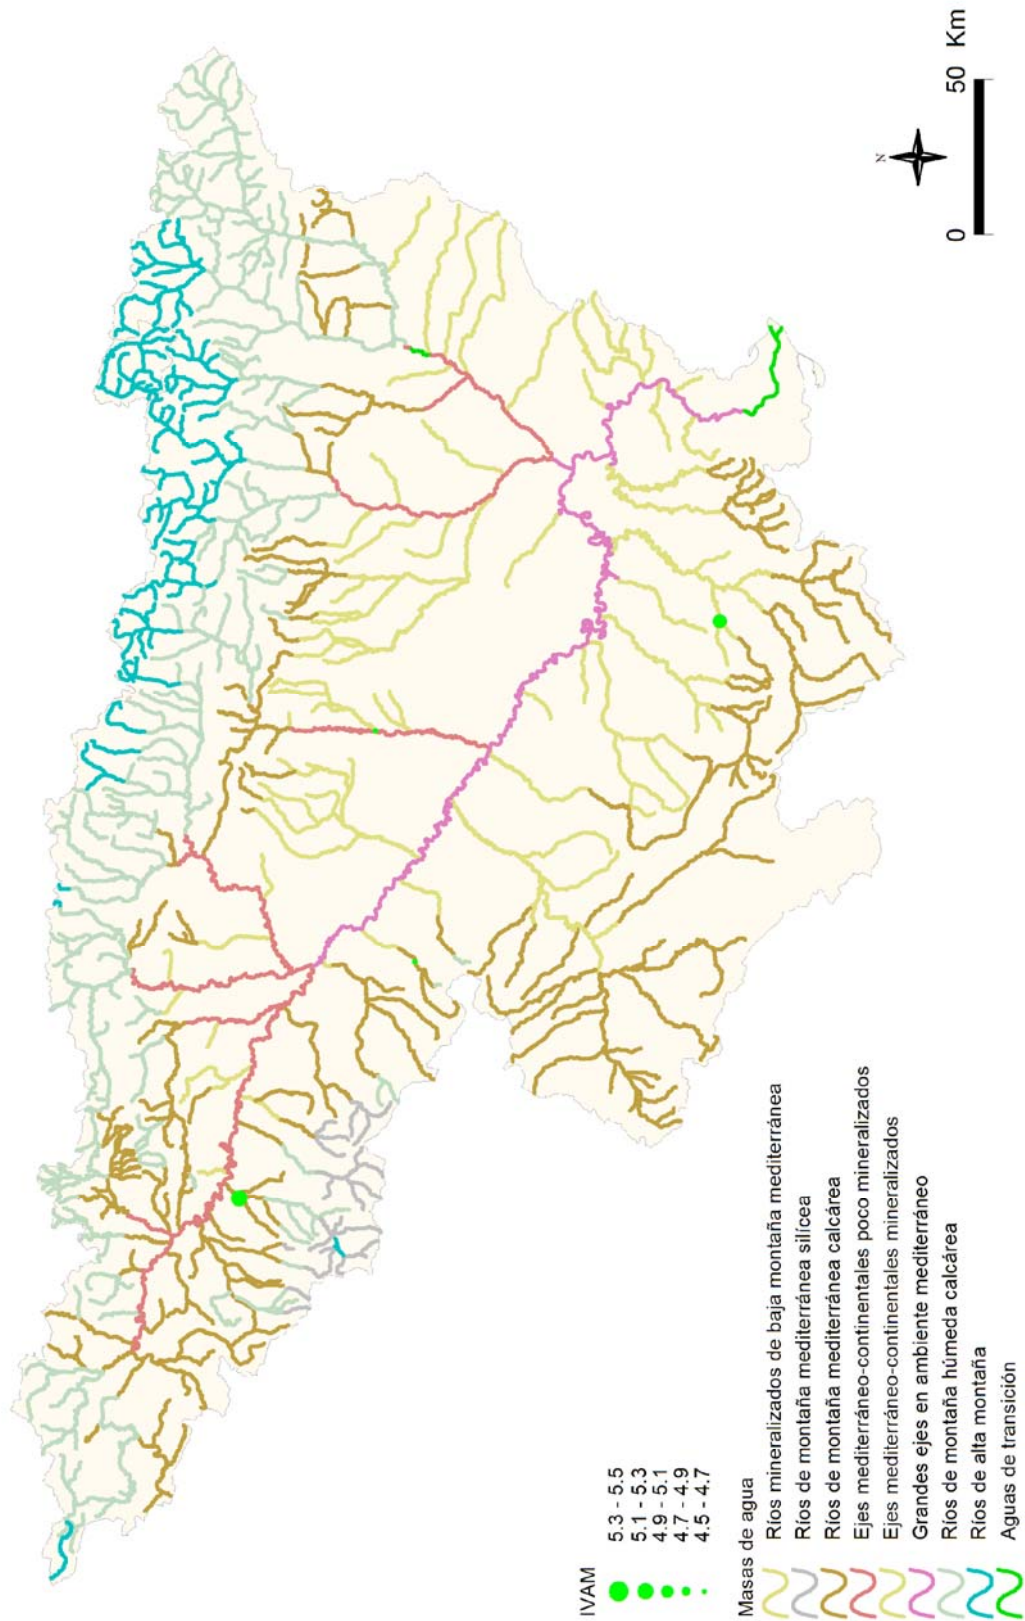 N
0 50 Km
IVAM
5.3 - 5.5
5.1 - 5.3
4.9 - 5.1
4.7 - 4.9
4.5 - 4.7
Masas de agua
Ríos mineralizados de baja montaña mediterránea
Ríos de montaña mediterránea silícea
Ríos de montaña mediterránea calcárea
Ejes mediterráneo-continentales poco mineralizados
Ejes mediterráneo-continentales mineralizados
Grandes ejes en ambiente mediterráneo
Ríos de montaña húmeda calcárea
Ríos de alta montaña
Aguas de transición